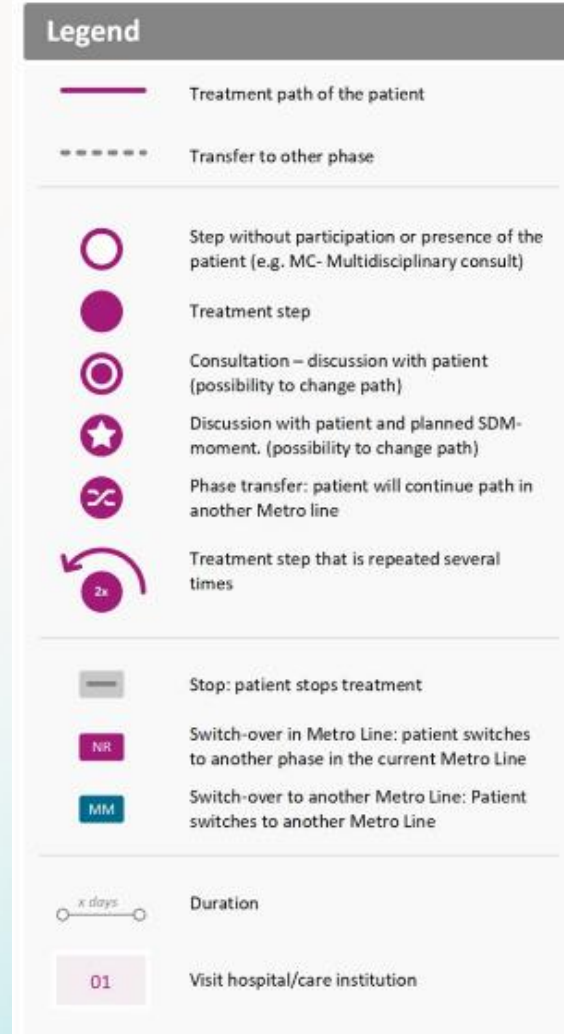 Legend
Treatment path of the patient
Transfer to other phase
Step without participation or presence of the
patient (e.g. MC- Multidisciplinary consult)
Treatment step
Consultation – discussion with patient
(possibility to change path)
Discussion with patient and planned SDM-
moment. (possibility to change path)
Phase transfer: patient will continue path in
another Metro line
2x
Treatment step that is repeated several
times
Stop: patient stops treatment
NR
Switch-over in Metro Line: patient switches
to another phase in the current Metro Line
MM
Switch-over to another Metro Line: Patient
switches to another Metro Line
x days
Duration
01
Visit hospital/care institution